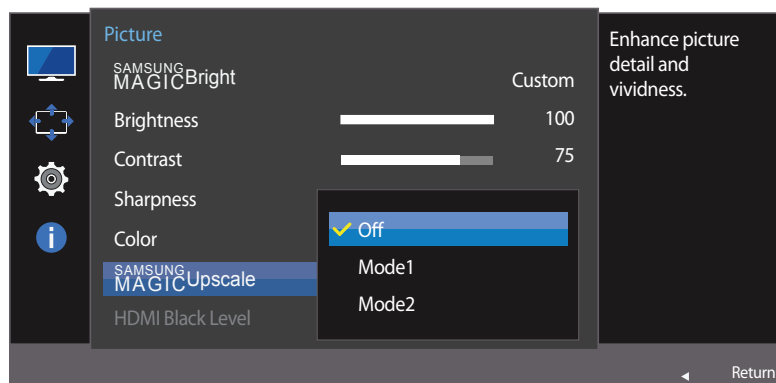 Picture
SAMSUNG
MAGICBright Custom
Brightness 100
Contrast 75
Sharpness
Color
SAMSUNG
MAGICUpscale
HDMI Black Level
Off
Mode1
Mode2
Enhance picture
detail and
vividness.
Return